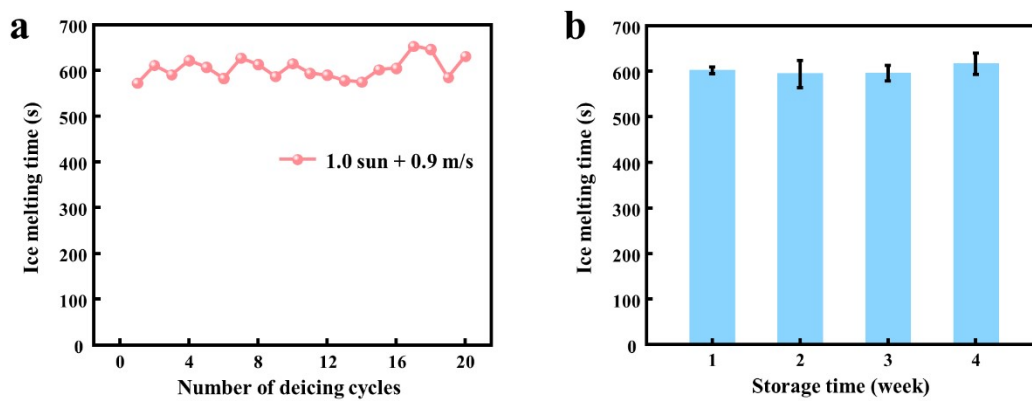 a
700
600
500
400
300
200
100
0
Ice melting time (s)
1.0 sun + 0.9 m/s
0 4 8 12 16 20
Number of deicing cycles
b
700
600
500
400
300
200
100
0
Ice melting time (s)
1 2 3 4
Storage time (week)